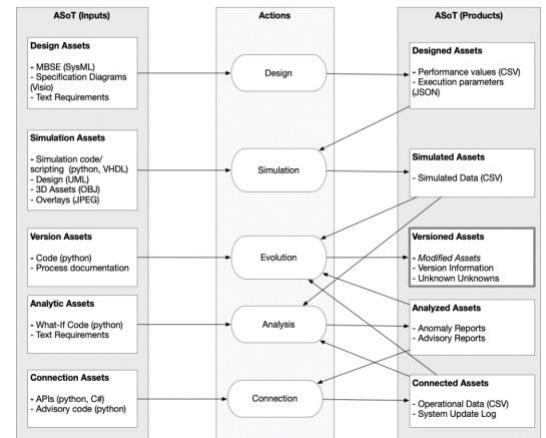 ASoT (Inputs)
Actions
ASoT (Products)
Design Assets
- MBSE (SysML)
- Specification Diagrams
(Visio)
- Text Requirements
Design
Designed Assets
- Performance values (CSV)
- Execution parameters
(JSON)
Simulation Assets
- Simulation code/
scripting (python, VHDL)
- Design (UML)
- 3D Assets (OBJ)
- Overlays (JPEG)
Simulation
Simulated Assets
- Simulated Data (CSV)
Version Assets
- Code (python)
- Process documentation
Evolution
Versioned Assets
- Modified Assets
- Version Information
- Unknown Unknowns
Analytic Assets
- What-If Code (python)
- Text Requirements
Analysis
Analyzed Assets
- Anomaly Reports
- Advisory Reports
Connection Assets
- APIs (python, C#)
- Advisory code (python)
Connection
Connected Assets
- Operational Data (CSV)
- System Update Log